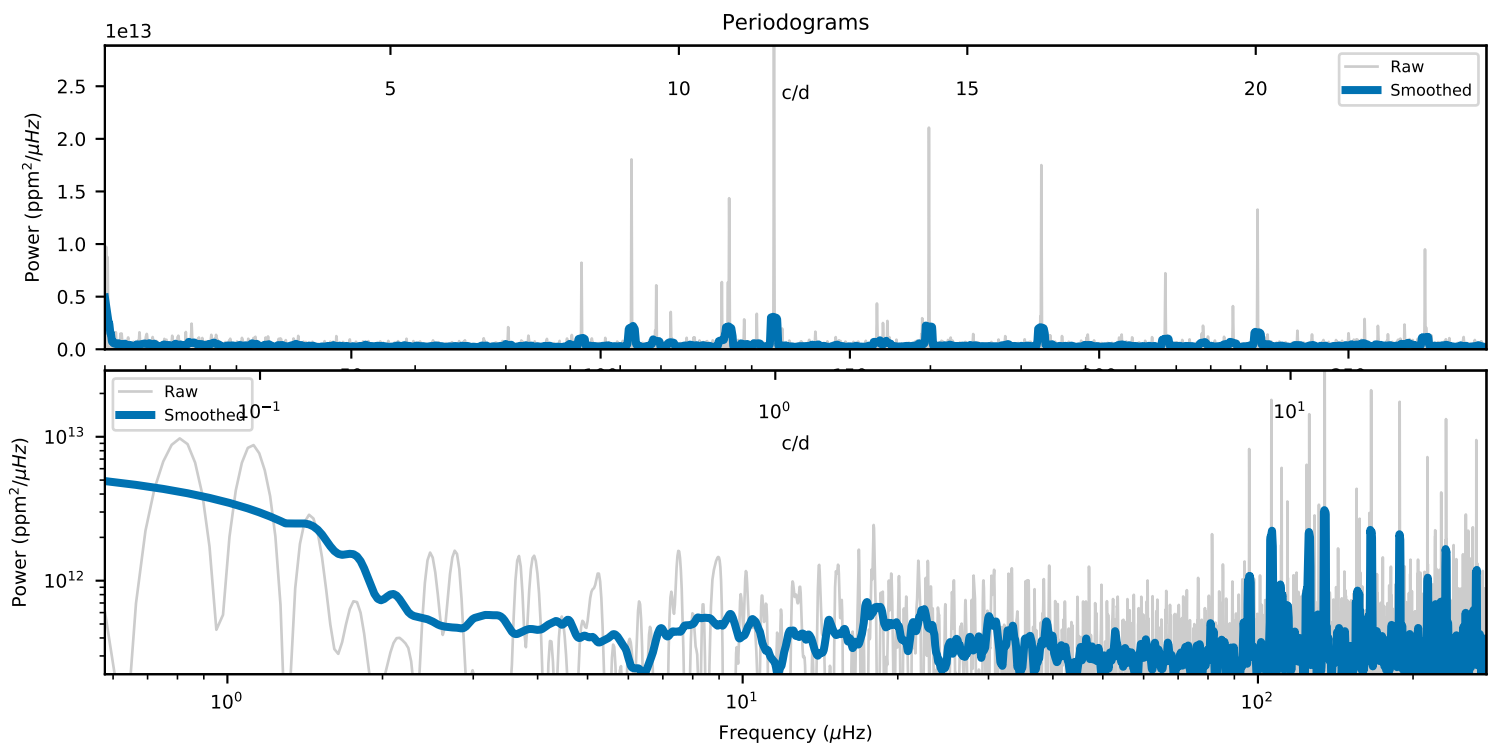 Periodograms
1e13
5 10 15 20
c/d
Raw
Smoothed
2.5
2.0
1.5
1.0
0.5
0.0
Power (ppm²/μHz)
Raw
Smoothed
10⁻¹ 10⁰ 10¹
c/d
10¹³
10¹²
Power (ppm²/μHz)
10⁰ 10¹ 10²
Frequency (μHz)